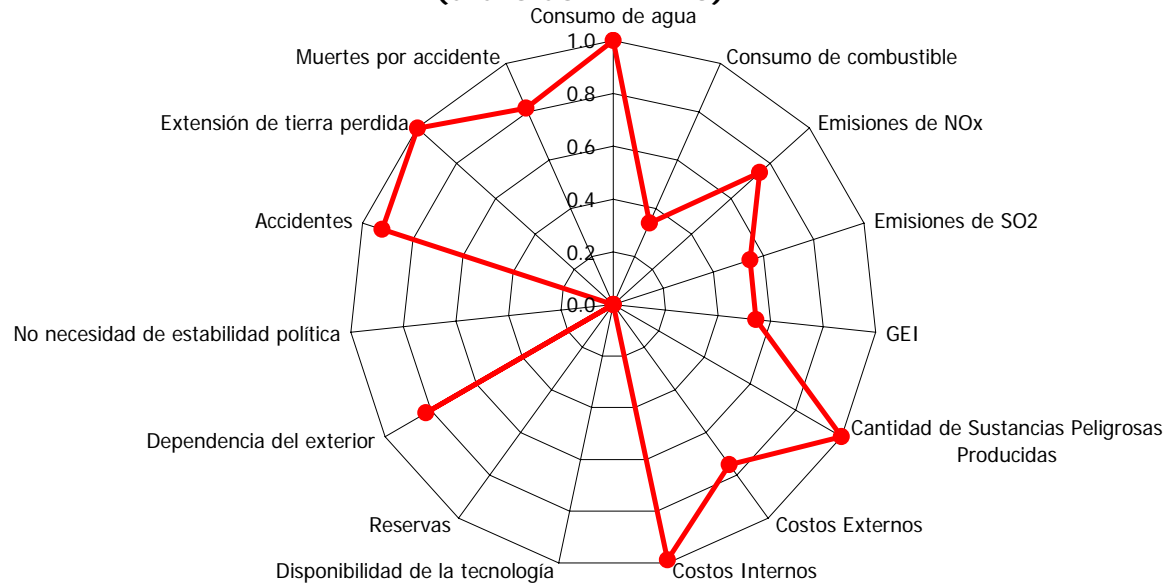 Consumo de agua
Consumo de combustible
Emisiones de NOx
Emisiones de SO2
GEI
Cantidad de Sustancias Peligrosas
Producidas
Costos Externos
Costos Internos
Disponibilidad de la tecnología
Reservas
Dependencia del exterior
No necesidad de estabilidad política
Accidentes
Extensión de tierra perdida
Muertes por accidente
1.0
0.8
0.6
0.4
0.2
0.0